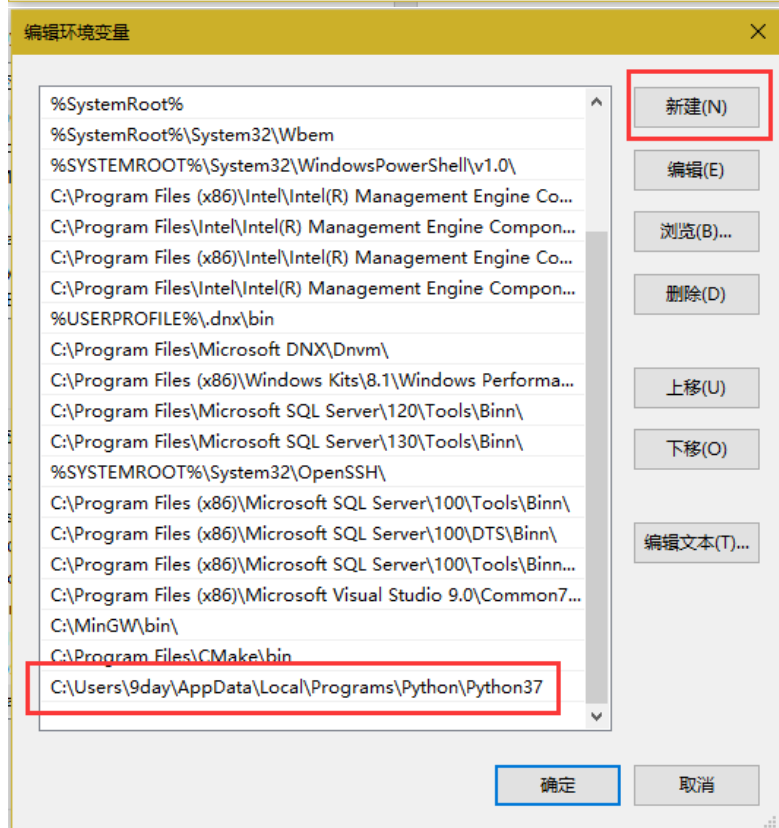 编辑环境变量
%SystemRoot%
%SystemRoot%\System32\Wbem
%SYSTEMROOT%\System32\WindowsPowerShell\v1.0\
C:\Program Files (x86)\Intel\Intel(R) Management Engine Co...
C:\Program Files\Intel\Intel(R) Management Engine Compon...
C:\Program Files (x86)\Intel\Intel(R) Management Engine Co...
C:\Program Files\Intel\Intel(R) Management Engine Compon...
%USERPROFILE%\.dnx\bin
C:\Program Files\Microsoft DNX\Dnvm\
C:\Program Files (x86)\Windows Kits\8.1\Windows Performa...
C:\Program Files\Microsoft SQL Server\120\Tools\Binn\
C:\Program Files\Microsoft SQL Server\130\Tools\Binn\
%SYSTEMROOT%\System32\OpenSSH\
C:\Program Files (x86)\Microsoft SQL Server\100\Tools\Binn\
C:\Program Files (x86)\Microsoft SQL Server\100\DTS\Binn\
C:\Program Files (x86)\Microsoft SQL Server\100\Tools\Binn...
C:\Program Files (x86)\Microsoft Visual Studio 9.0\Common7...
C:\MinGW\bin\
C:\Program Files\CMake\bin
C:\Users\9day\AppData\Local\Programs\Python\Python37
新建(N)
编辑(E)
浏览(B)...
删除(D)
上移(U)
下移(O)
编辑文本(T)...
确定
取消